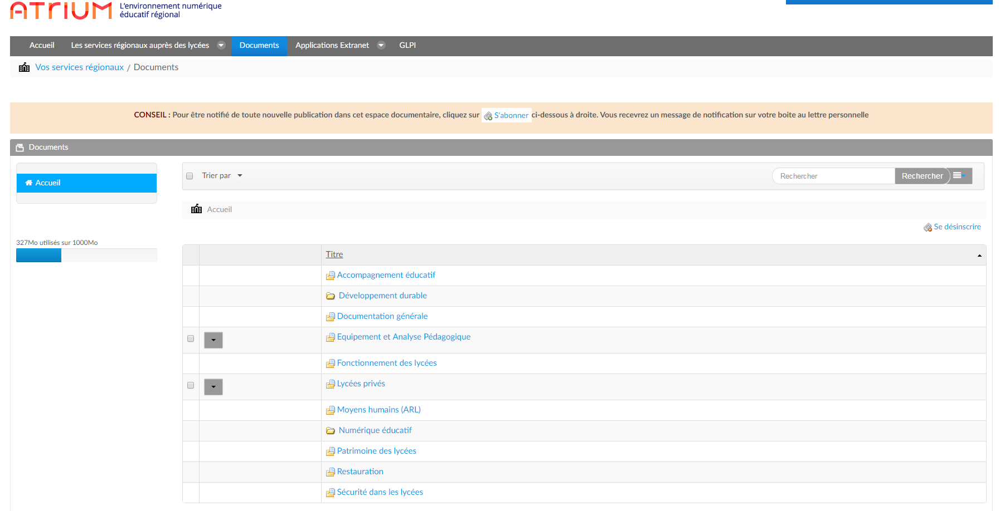 ATRIUM
L'environnement numérique
éducatif régional
Accueil
Les services régionaux auprès des lycées
Documents
Applications Extranet
GLPI
Vos services régionaux / Documents
CONSEIL : Pour être notifié de toute nouvelle publication dans cet espace documentaire, cliquez sur S'abonner ci-dessous à droite. Vous recevrez un message de notification sur votre boite au lettre personnelle
Documents
Accueil
Trier par
Rechercher
Rechercher
Accueil
Se désinscrire
327Mo utilisés sur 1000Mo
Titre
Accompagnement éducatif
Développement durable
Documentation générale
Equipement et Analyse Pédagogique
Fonctionnement des lycées
Lycées privés
Moyens humains (ARL)
Numérique éducatif
Patrimoine des lycées
Restauration
Sécurité dans les lycées